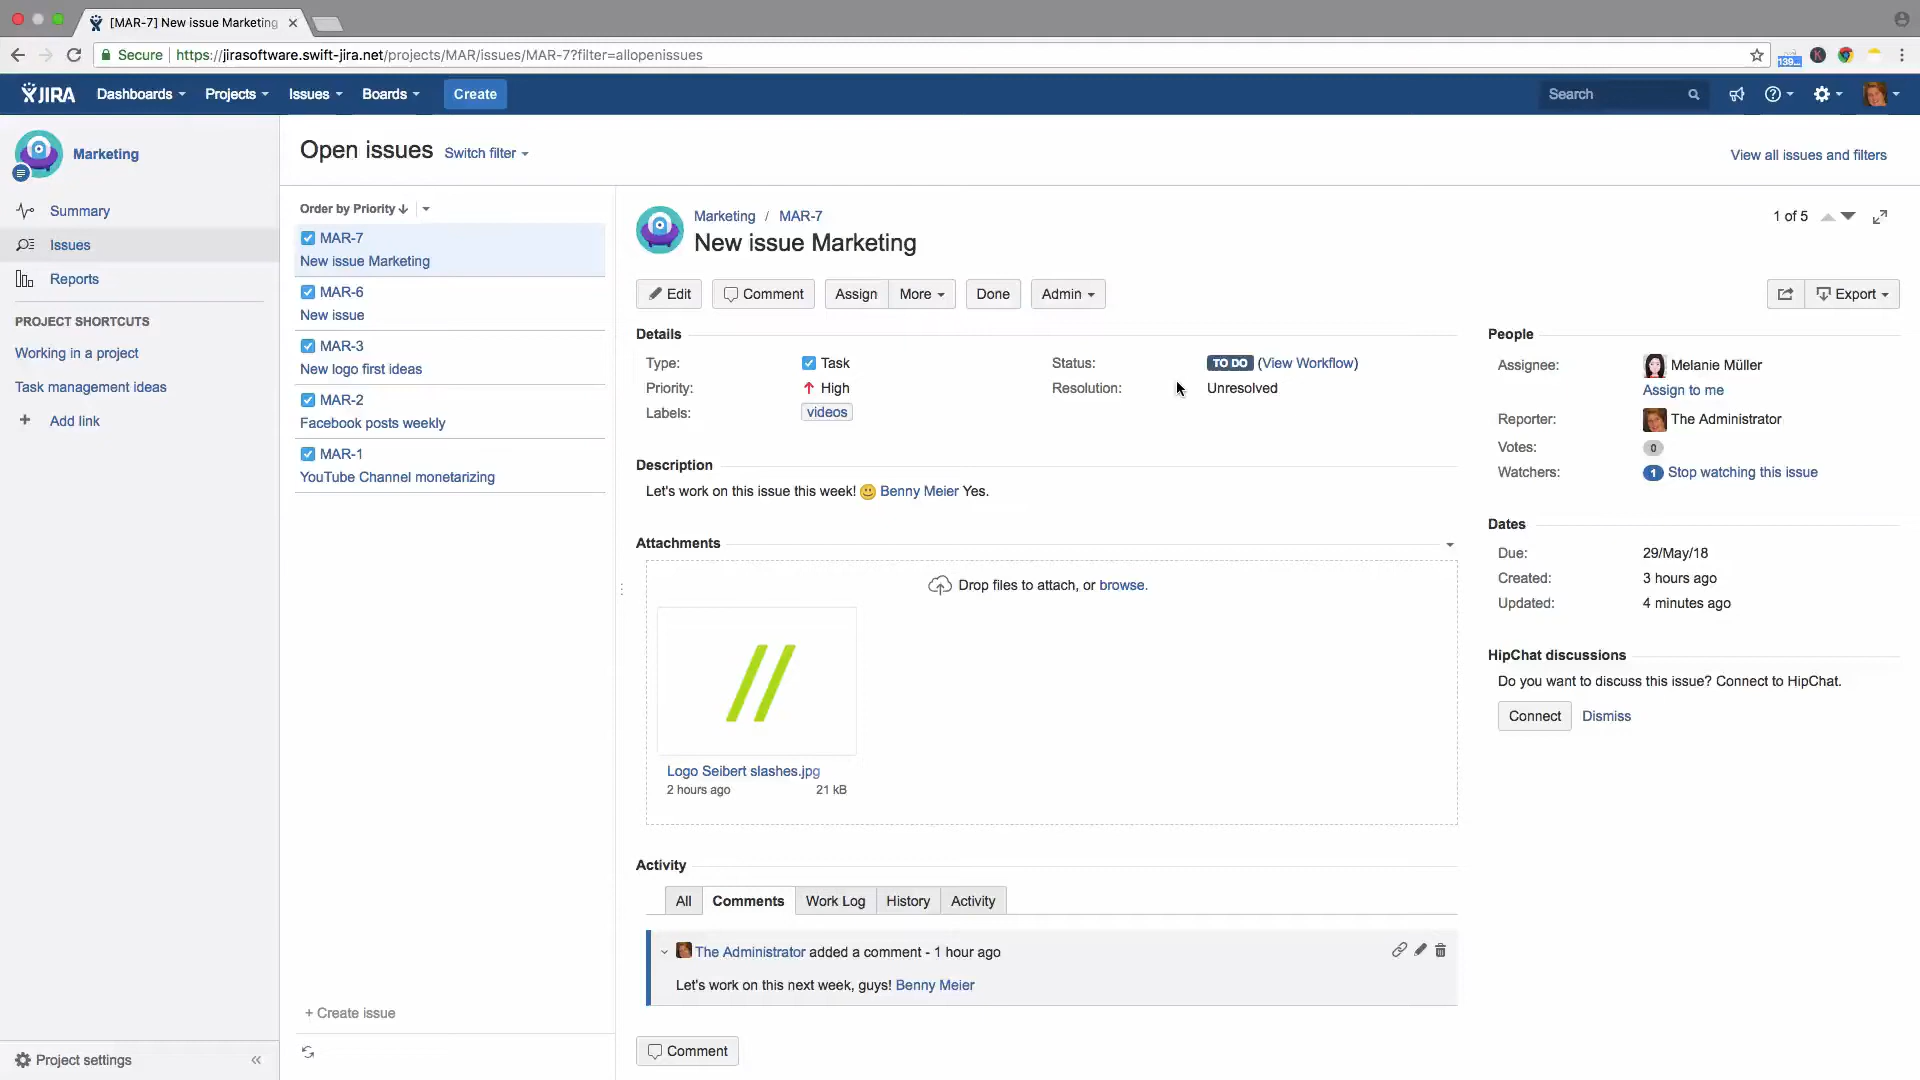 [MAR-7] New issue Marketing
Secure https://jirasoftware.swift-jira.net/projects/MAR/issues/MAR-7?filter=allopenissues
139...
K
JIRA Dashboards Projects Issues Boards Create Search
Marketing
Summary
Issues
Reports
PROJECT SHORTCUTS
Working in a project
Task management ideas
+ Add link
Project settings «
Open issues Switch filter
View all issues and filters
Order by Priority
MAR-7
New issue Marketing
MAR-6
New issue
MAR-3
New logo first ideas
MAR-2
Facebook posts weekly
MAR-1
YouTube Channel monetarizing
+ Create issue
Marketing / MAR-7
New issue Marketing
1 of 5
Edit Comment Assign More Done Admin Export
Details
Type: Task
Priority: High
Labels: videos
Status: TO DO (View Workflow)
Resolution: Unresolved
Description
Let's work on this issue this week! 🙂 Benny Meier Yes.
Attachments
Drop files to attach, or browse.
Logo Seibert slashes.jpg
2 hours ago 21 kB
Activity
All Comments Work Log History Activity
The Administrator added a comment - 1 hour ago
Let's work on this next week, guys! Benny Meier
Comment
People
Assignee: Melanie Müller
Assign to me
Reporter: The Administrator
Votes: 0
Watchers: 1 Stop watching this issue
Dates
Due: 29/May/18
Created: 3 hours ago
Updated: 4 minutes ago
HipChat discussions
Do you want to discuss this issue? Connect to HipChat.
Connect Dismiss